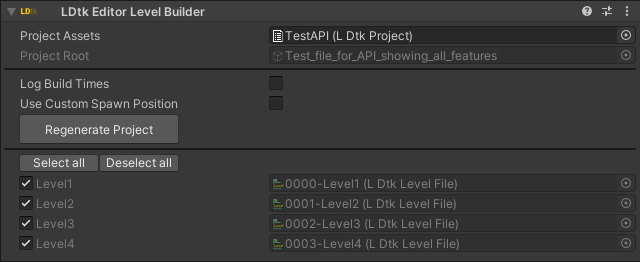 LDtk LDtk Editor Level Builder
Project Assets TestAPI (L Dtk Project)
Project Root Test_file_for_API_showing_all_features
Log Build Times
Use Custom Spawn Position
Regenerate Project
Select all Deselect all
Level1 0000-Level1 (L Dtk Level File)
Level2 0001-Level2 (L Dtk Level File)
Level3 0002-Level3 (L Dtk Level File)
Level4 0003-Level4 (L Dtk Level File)